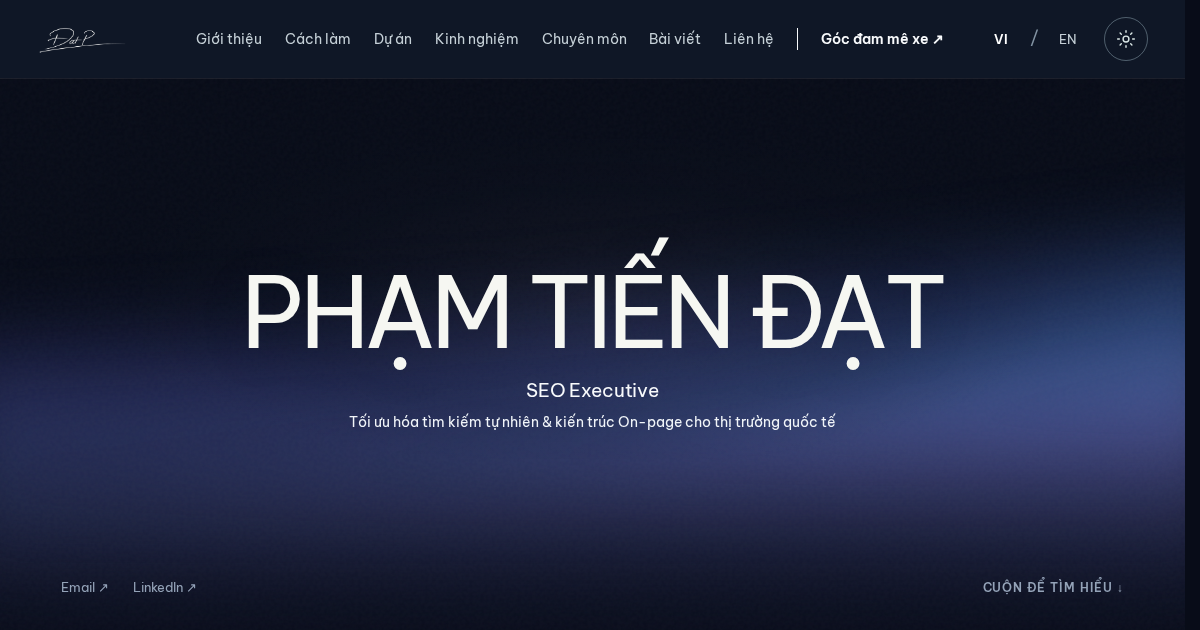 Đạt P
Giới thiệu Cách làm Dự án Kinh nghiệm Chuyên môn Bài viết Liên hệ Góc đam mê xe ↗ VI / EN
PHẠM TIẾN ĐẠT
SEO Executive
Tối ưu hóa tìm kiếm tự nhiên & kiến trúc On-page cho thị trường quốc tế
Email ↗ LinkedIn ↗ CUỘN ĐỂ TÌM HIỂU ↓